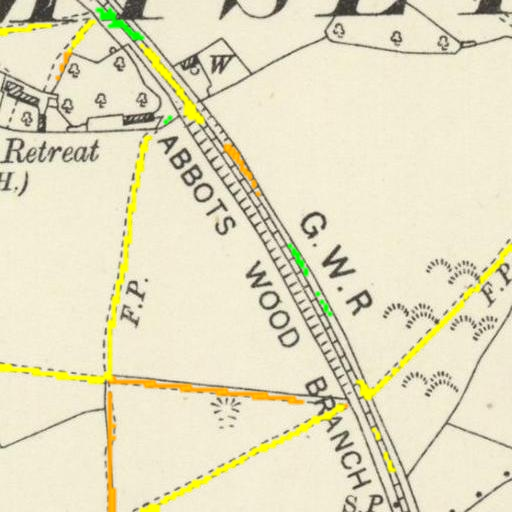 W
Retreat
H.)
ABBOTS WOOD BRANCH
G.W.R
F.P.
F.P.
S.P.